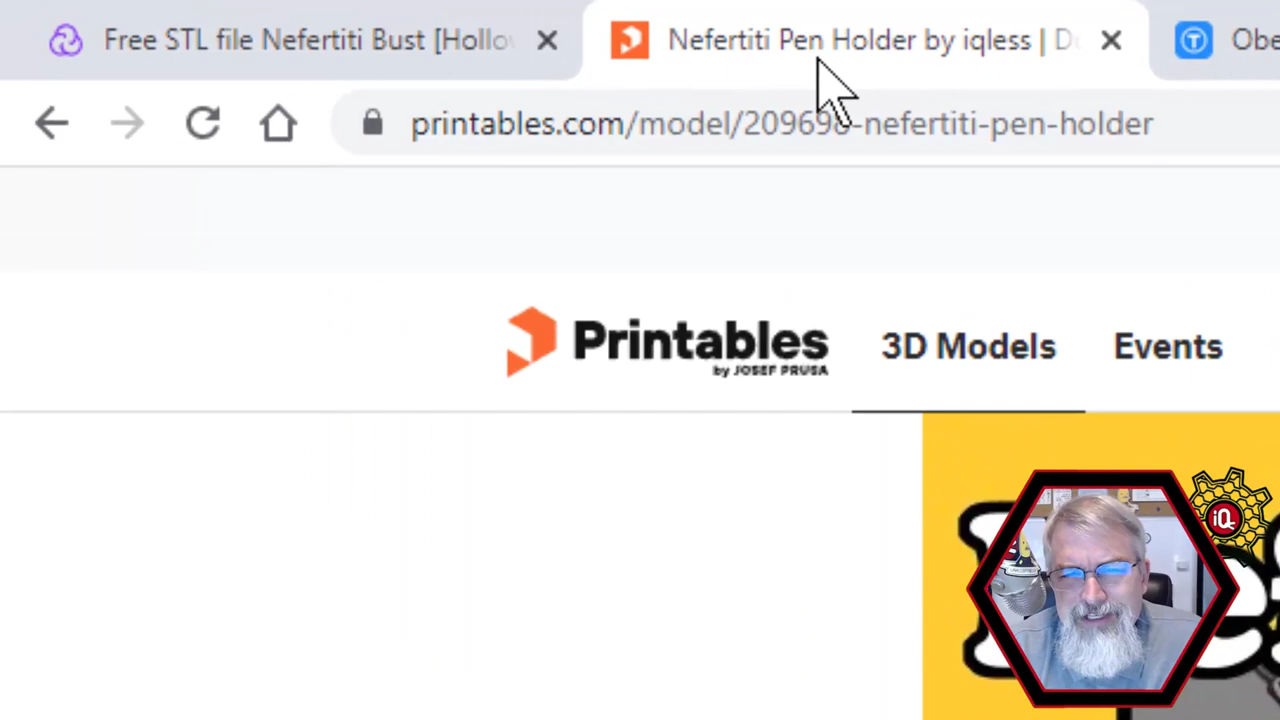 Free STL file Nefertiti Bust [Hollo
Nefertiti Pen Holder by iqless | D
Obe
printables.com/model/209698-nefertiti-pen-holder
Printables
by JOSEF PRUSA
3D Models
Events
iQ